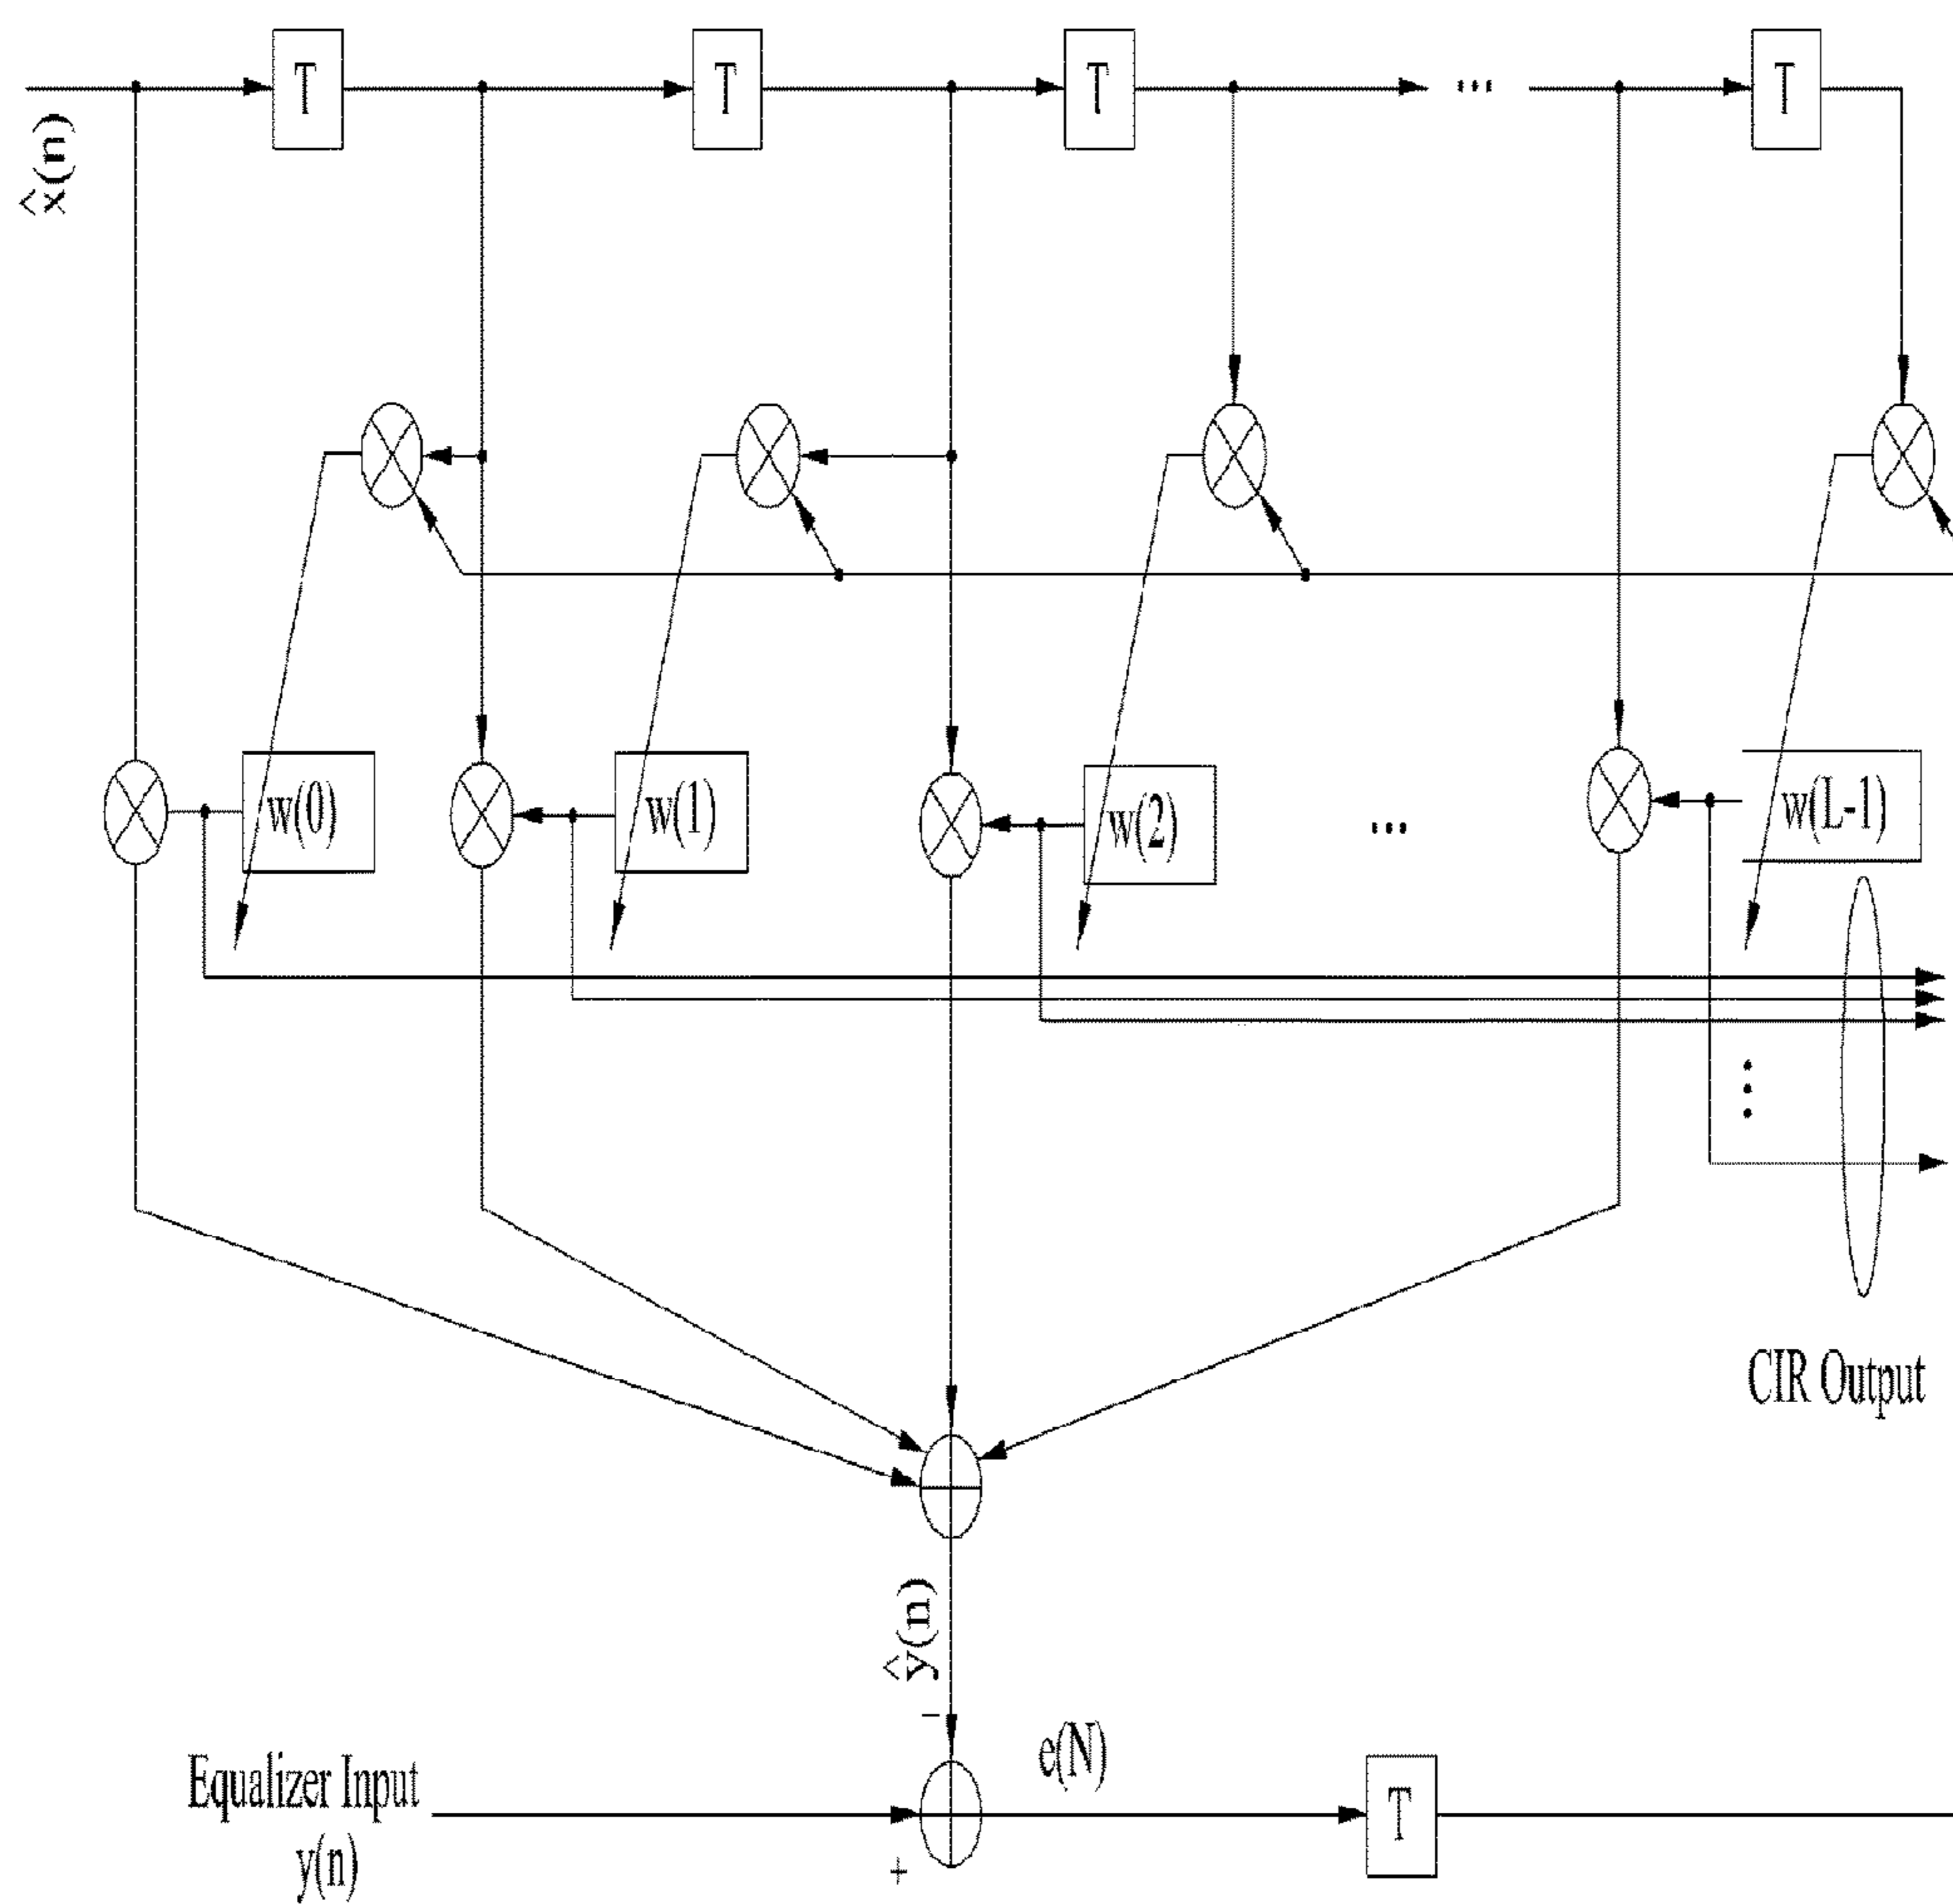 T T T ... T
x̂(n)
w(0) w(1) w(2) ... w(L-1)
CIR Output
ŷ(n)
−
e(N)
Equalizer Input
y(n)
+
T